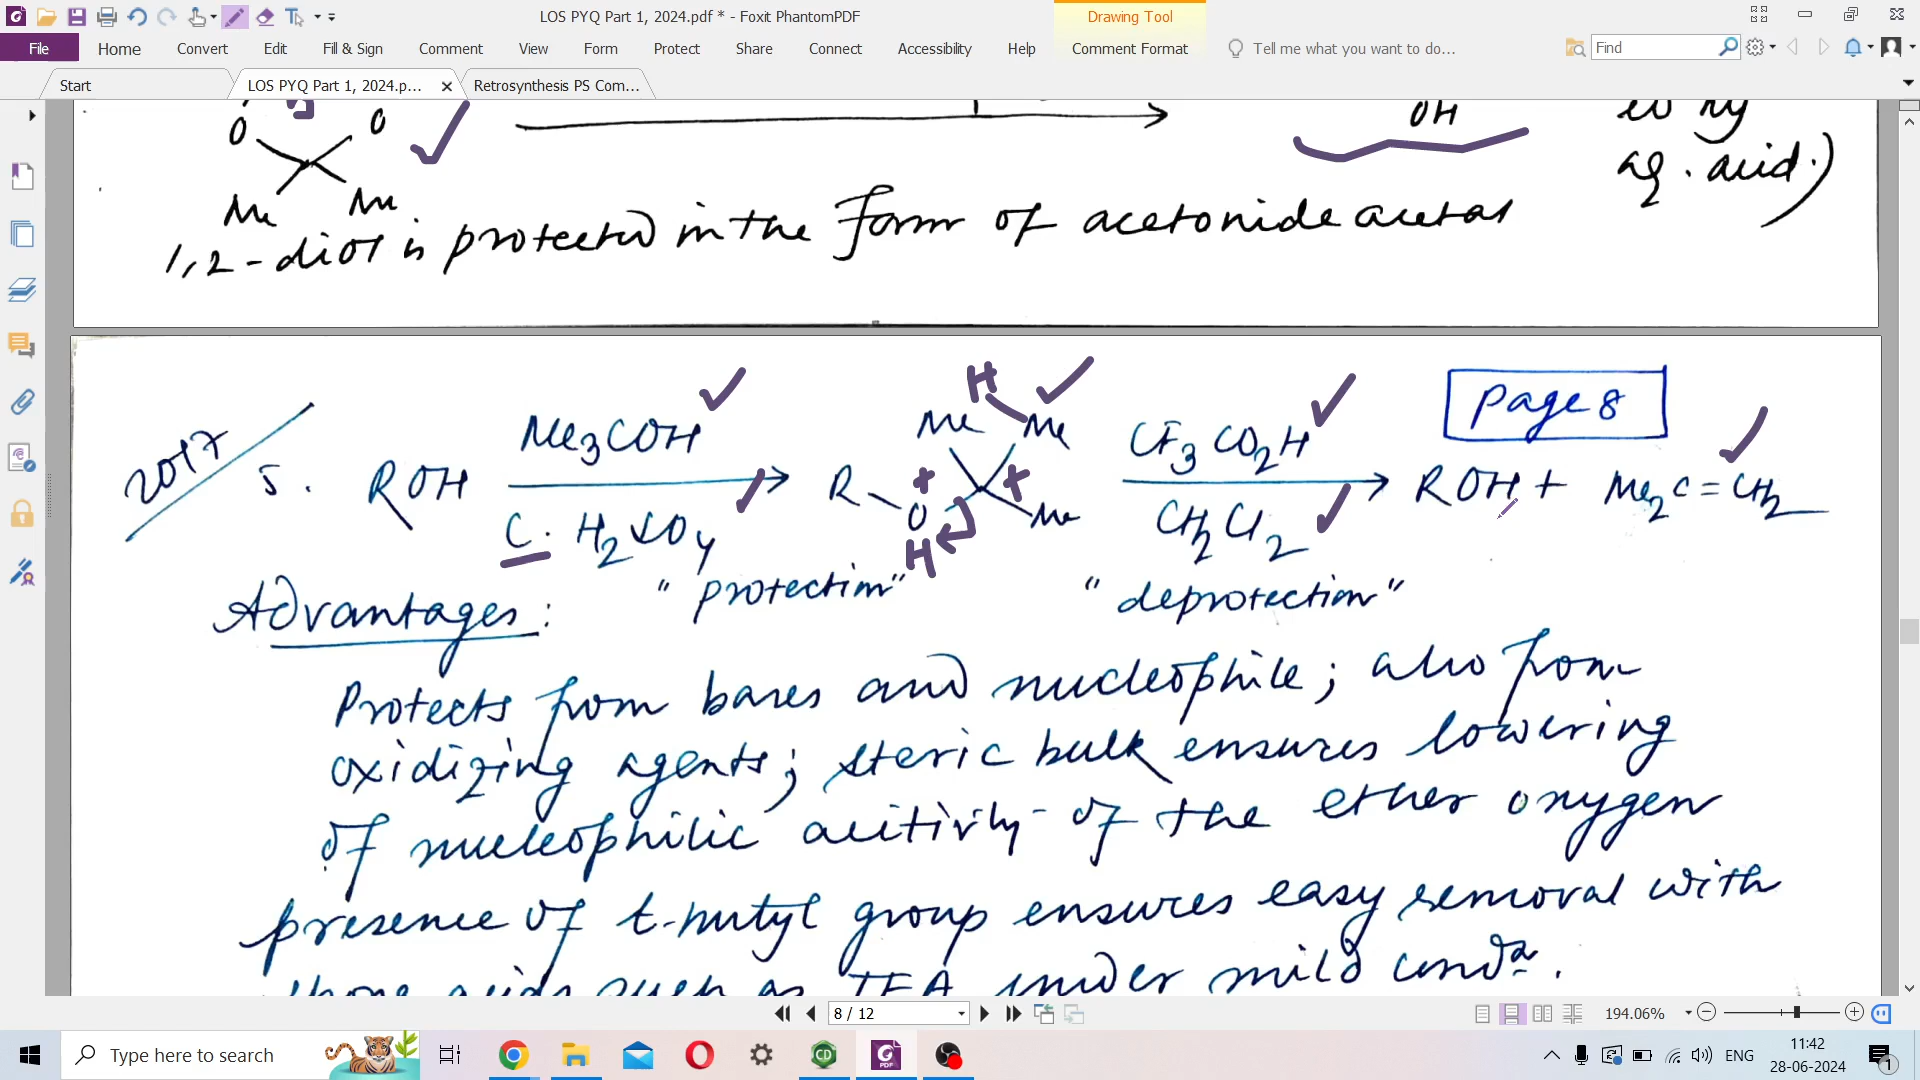 LOS PYQ Part 1, 2024.pdf * - Foxit PhantomPDF
Drawing Tool
File Home Convert Edit Fill & Sign Comment View Form Protect Share Connect Accessibility Help Comment Format Tell me what you want to do... Find
Start LOS PYQ Part 1, 2024.p... Retrosynthesis PS Com...
O O OH
aq. acid.)
Me Me
1,2-diol is protected in the form of acetonide acetal
Page 8
2017
5. ROH Me3COH C. H2SO4 R O Me Me Me H + H + CF3CO2H CH2Cl2 ROH + Me2C=CH2
"protection" "deprotection"
Advantages:
Protects from bases and nucleophile; also from
oxidizing agents; steric bulk ensures lowering
of nucleophilic activity of the ether oxygen
presence of t-butyl group ensures easy removal with
such as TFA under mild condn.
8 / 12
194.06%
Type here to search
ENG
11:42
28-06-2024
1